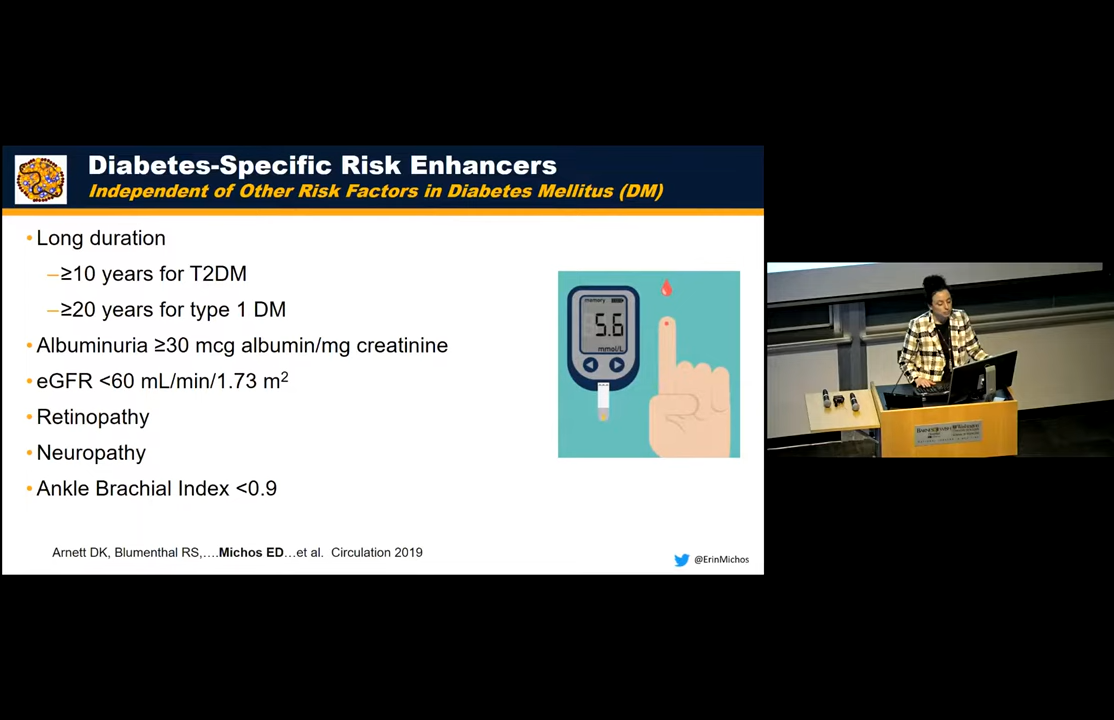 Diabetes-Specific Risk Enhancers
Independent of Other Risk Factors in Diabetes Mellitus (DM)
•Long duration
–≥10 years for T2DM
–≥20 years for type 1 DM
•Albuminuria ≥30 mcg albumin/mg creatinine
•eGFR <60 mL/min/1.73 m²
•Retinopathy
•Neuropathy
•Ankle Brachial Index <0.9
memory
5.6
mmol/L
Arnett DK, Blumenthal RS,….Michos ED…et al. Circulation 2019
@ErinMichos